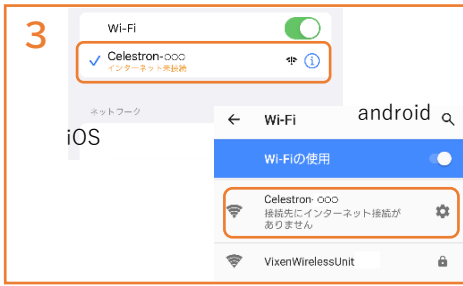 3
Wi-Fi
Celestron-○○○
インターネット未接続
ネットワーク
iOS
Wi-Fi
android
Wi-Fiの使用
Celestron- ○○○
接続先にインターネット接続が
ありません
VixenWirelessUnit